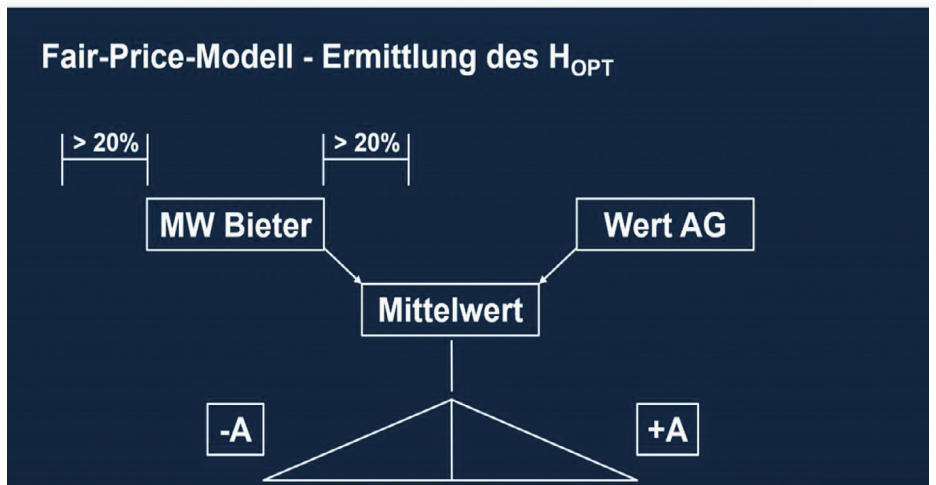 Fair-Price-Modell - Ermittlung des HOPT
> 20% > 20%
MW Bieter Wert AG
Mittelwert
-A +A